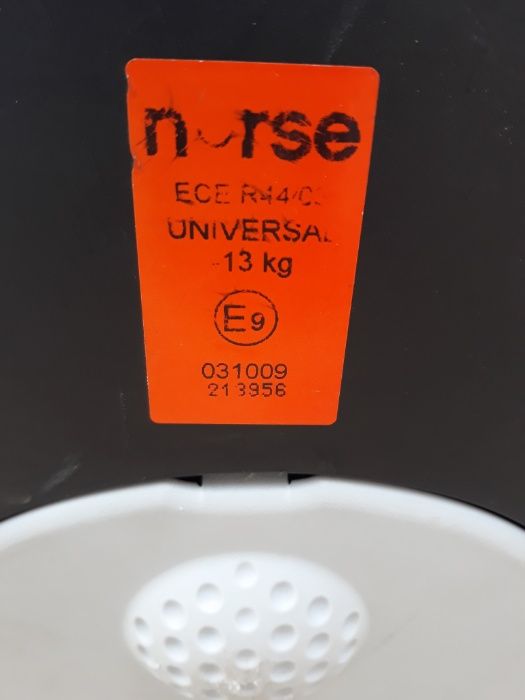 nurse
ECE R44/03
UNIVERSAL
-13 kg
E9
031009
213956